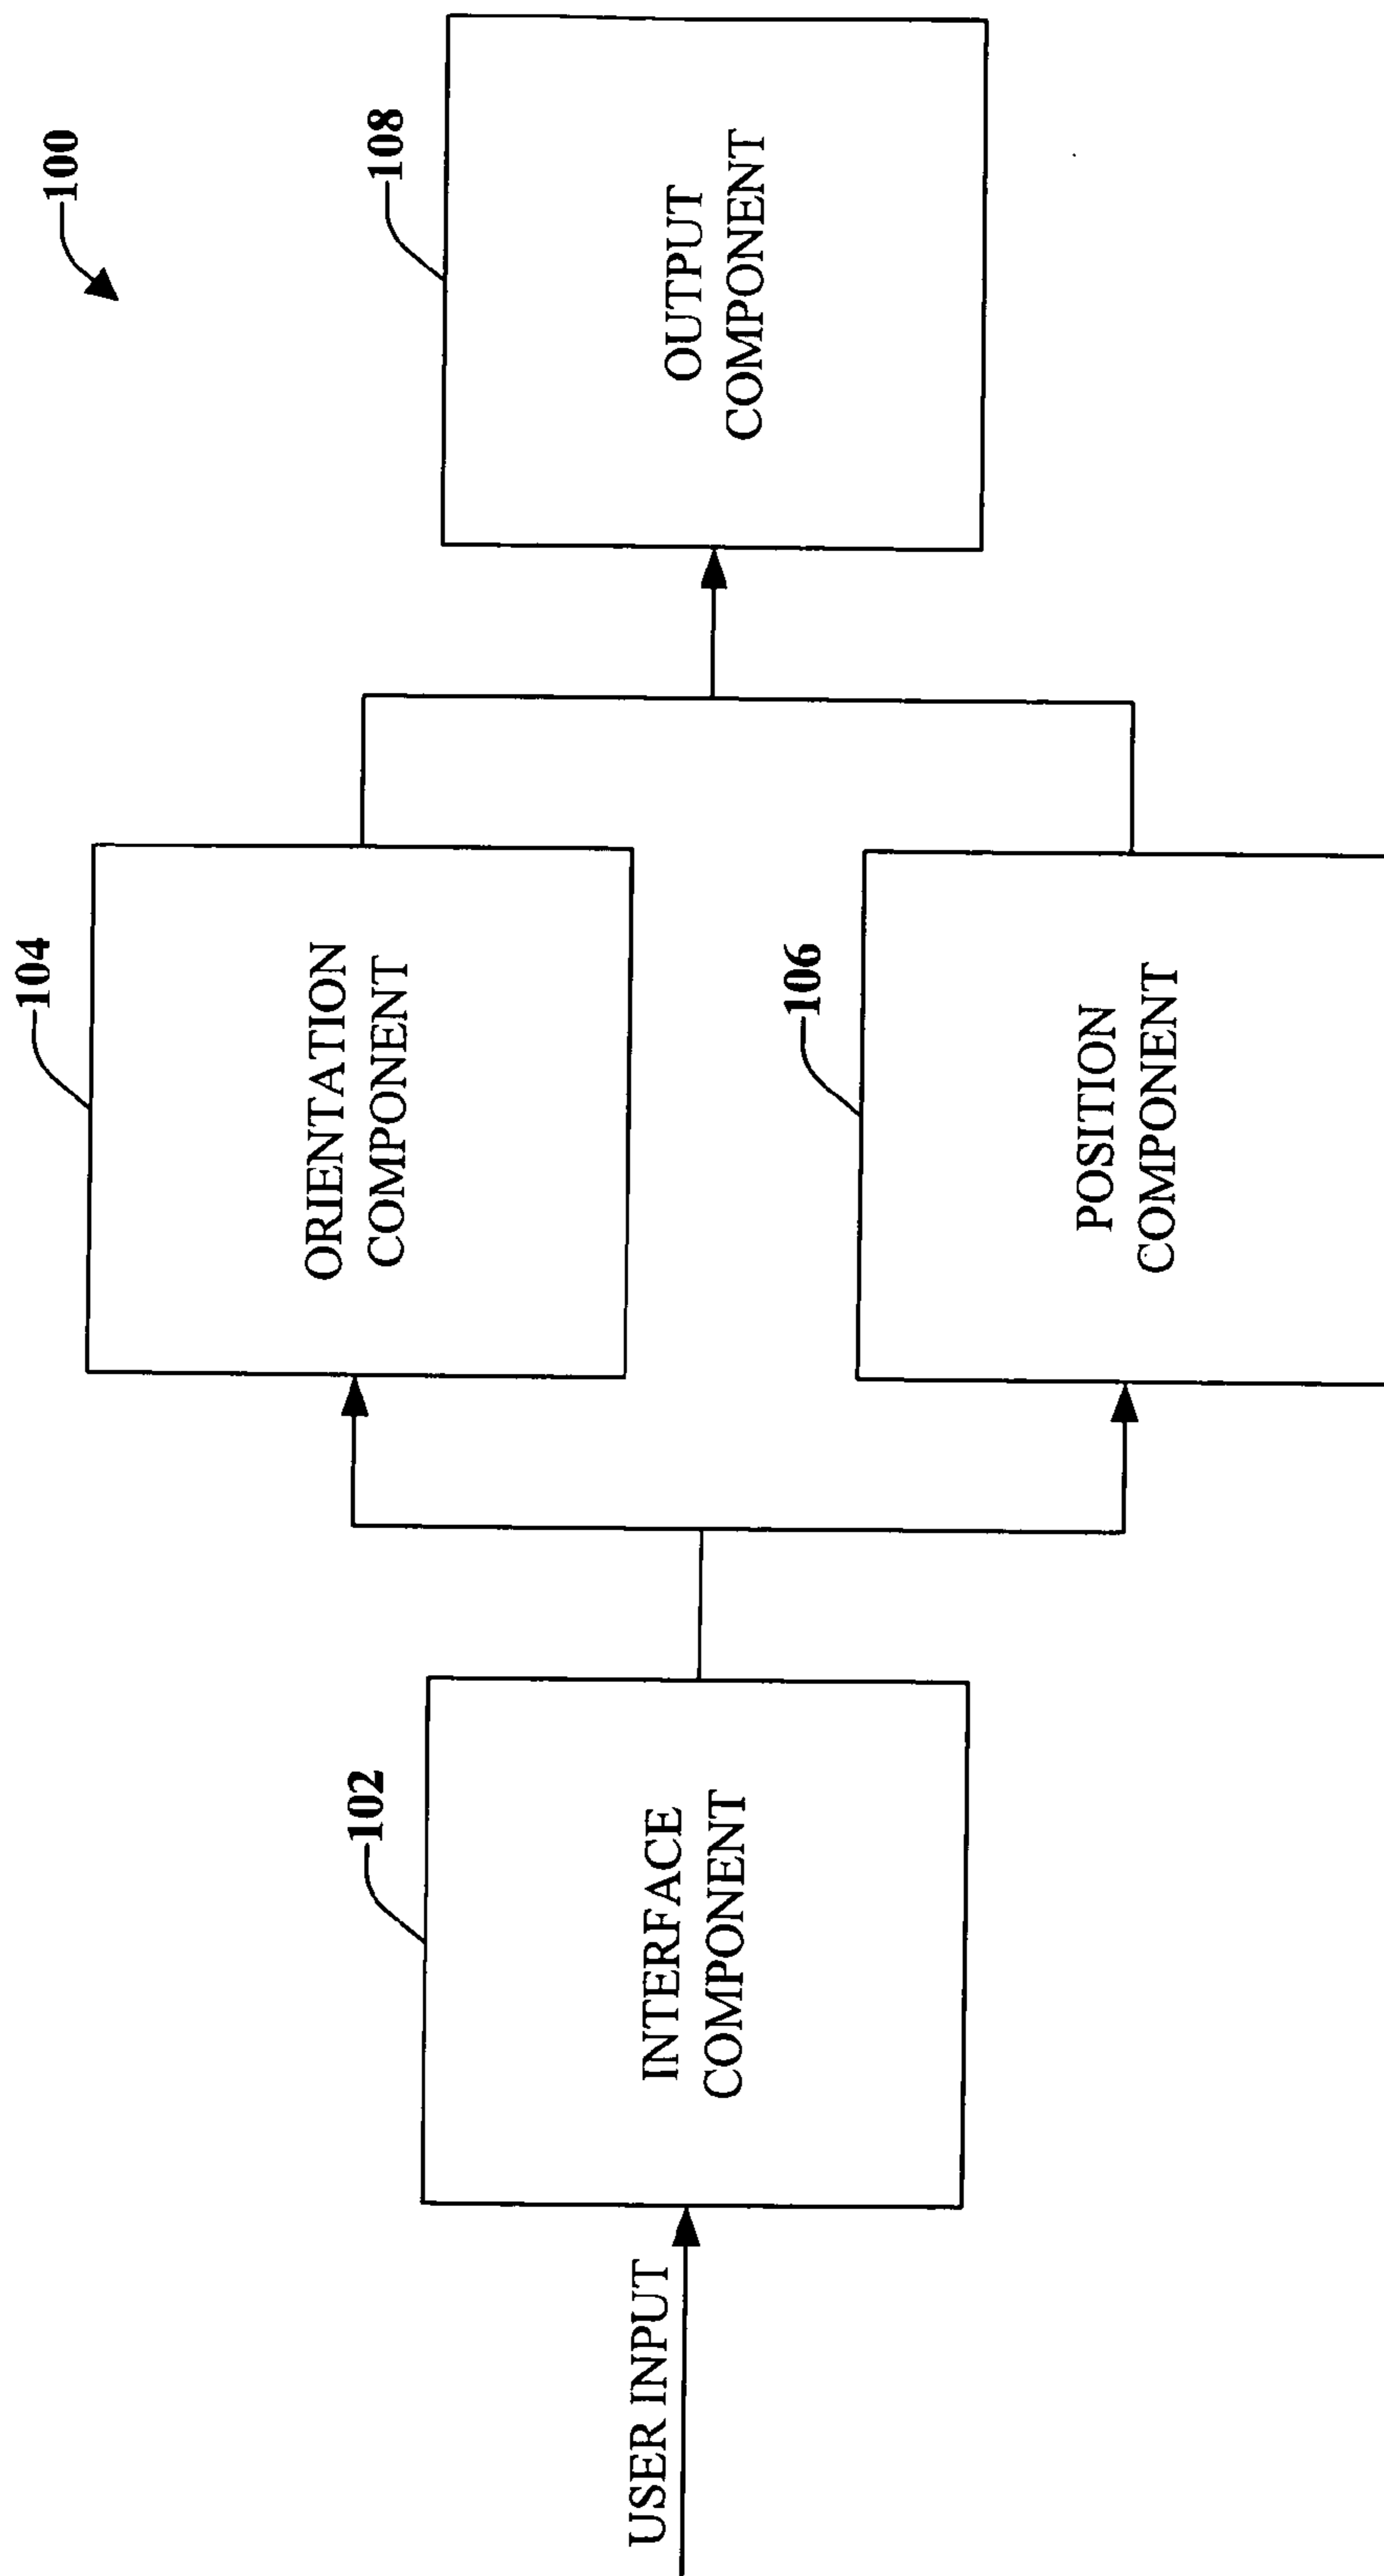 100
104
ORIENTATION
COMPONENT
102
INTERFACE
COMPONENT
108
OUTPUT
COMPONENT
USER INPUT
106
POSITION
COMPONENT